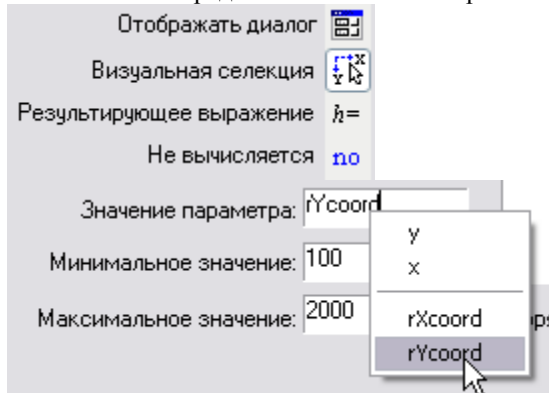 Отображать диалог
Визуальная селекция
Результирующее выражение h=
Не вычисляется no
Значение параметра: rYcoord
Минимальное значение: 100
Максимальное значение: 2000
y
x
rXcoord
rYcoord